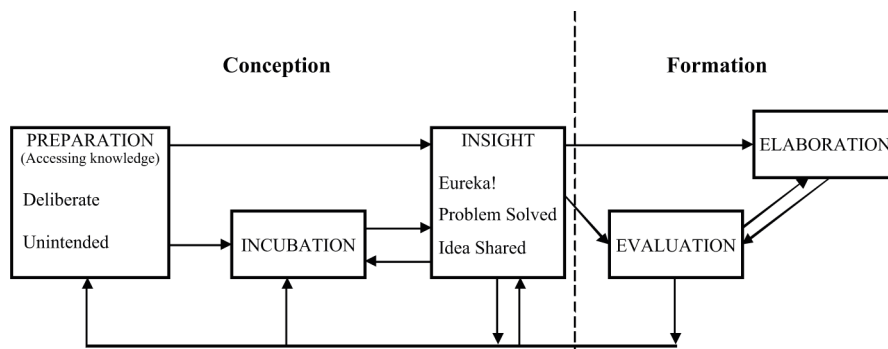 Conception
Formation
PREPARATION
(Accessing knowledge)
Deliberate
Unintended
INCUBATION
INSIGHT
Eureka!
Problem Solved
Idea Shared
ELABORATION
EVALUATION